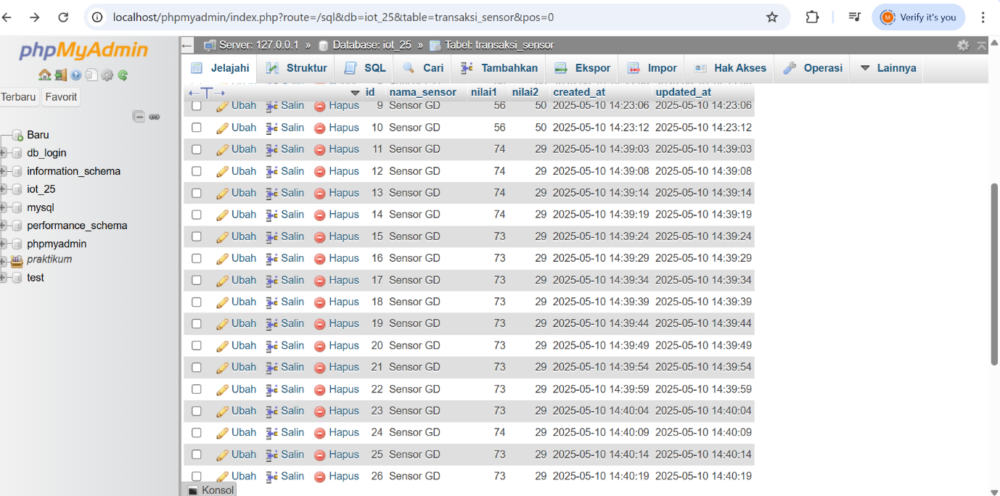 localhost/phpmyadmin/index.php?route=/sql&db=iot_25&table=transaksi_sensor&pos=0
M Verify it's you
phpMyAdmin
Terbaru Favorit
Baru
db_login
information_schema
iot_25
mysql
performance_schema
phpmyadmin
praktikum
test
Server: 127.0.0.1 » Database: iot_25 » Tabel: transaksi_sensor
Jelajahi Struktur SQL Cari Tambahkan Ekspor Impor Hak Akses Operasi Lainnya
←T→ id nama_sensor nilai1 nilai2 created_at updated_at
Ubah Salin Hapus 9 Sensor GD 56 50 2025-05-10 14:23:06 2025-05-10 14:23:06
Ubah Salin Hapus 10 Sensor GD 56 50 2025-05-10 14:23:12 2025-05-10 14:23:12
Ubah Salin Hapus 11 Sensor GD 74 29 2025-05-10 14:39:03 2025-05-10 14:39:03
Ubah Salin Hapus 12 Sensor GD 74 29 2025-05-10 14:39:08 2025-05-10 14:39:08
Ubah Salin Hapus 13 Sensor GD 74 29 2025-05-10 14:39:14 2025-05-10 14:39:14
Ubah Salin Hapus 14 Sensor GD 74 29 2025-05-10 14:39:19 2025-05-10 14:39:19
Ubah Salin Hapus 15 Sensor GD 73 29 2025-05-10 14:39:24 2025-05-10 14:39:24
Ubah Salin Hapus 16 Sensor GD 73 29 2025-05-10 14:39:29 2025-05-10 14:39:29
Ubah Salin Hapus 17 Sensor GD 73 29 2025-05-10 14:39:34 2025-05-10 14:39:34
Ubah Salin Hapus 18 Sensor GD 73 29 2025-05-10 14:39:39 2025-05-10 14:39:39
Ubah Salin Hapus 19 Sensor GD 73 29 2025-05-10 14:39:44 2025-05-10 14:39:44
Ubah Salin Hapus 20 Sensor GD 73 29 2025-05-10 14:39:49 2025-05-10 14:39:49
Ubah Salin Hapus 21 Sensor GD 73 29 2025-05-10 14:39:54 2025-05-10 14:39:54
Ubah Salin Hapus 22 Sensor GD 73 29 2025-05-10 14:39:59 2025-05-10 14:39:59
Ubah Salin Hapus 23 Sensor GD 73 29 2025-05-10 14:40:04 2025-05-10 14:40:04
Ubah Salin Hapus 24 Sensor GD 74 29 2025-05-10 14:40:09 2025-05-10 14:40:09
Ubah Salin Hapus 25 Sensor GD 73 29 2025-05-10 14:40:14 2025-05-10 14:40:14
Ubah Salin Hapus 26 Sensor GD 73 29 2025-05-10 14:40:19 2025-05-10 14:40:19
Konsol